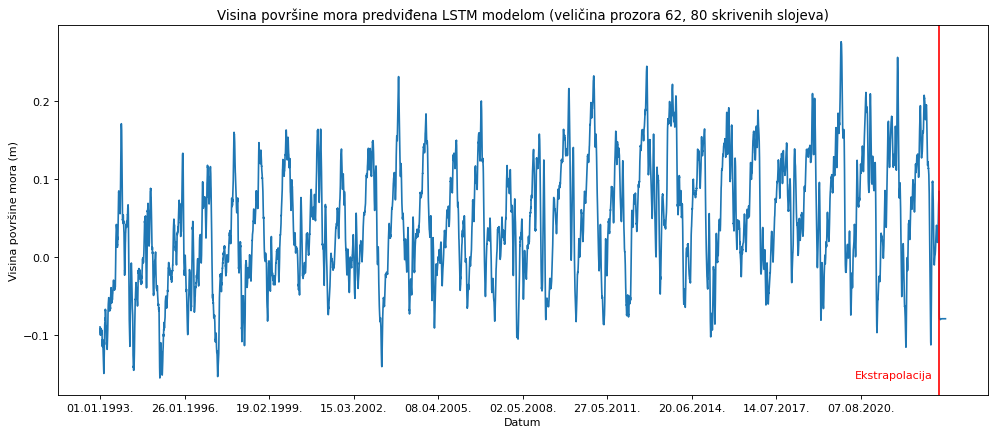 Visina površine mora predviđena LSTM modelom (veličina prozora 62, 80 skrivenih slojeva)
Visina površine mora (m)
0.2
0.1
0.0
−0.1
Ekstrapolacija
01.01.1993. 26.01.1996. 19.02.1999. 15.03.2002. 08.04.2005. 02.05.2008. 27.05.2011. 20.06.2014. 14.07.2017. 07.08.2020.
Datum